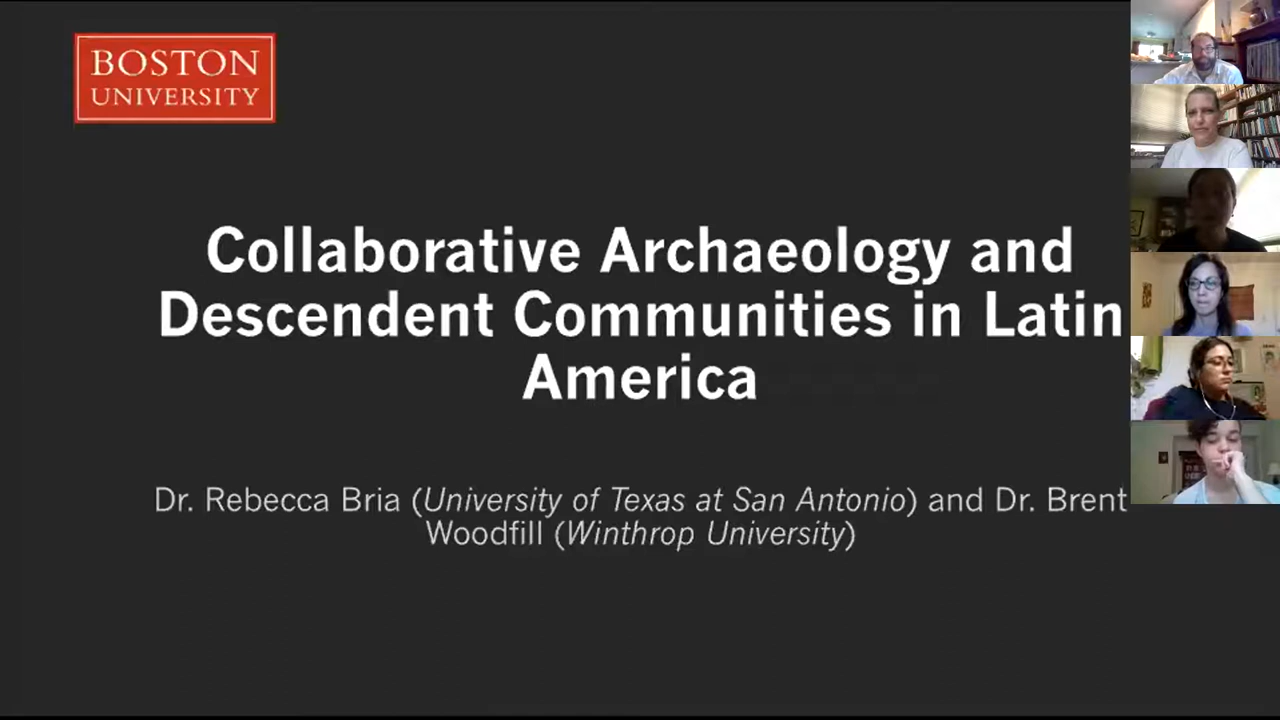 BOSTON
UNIVERSITY
Collaborative Archaeology and
Descendent Communities in Latin
America
Dr. Rebecca Bria (University of Texas at San Antonio) and Dr. Brent
Woodfill (Winthrop University)